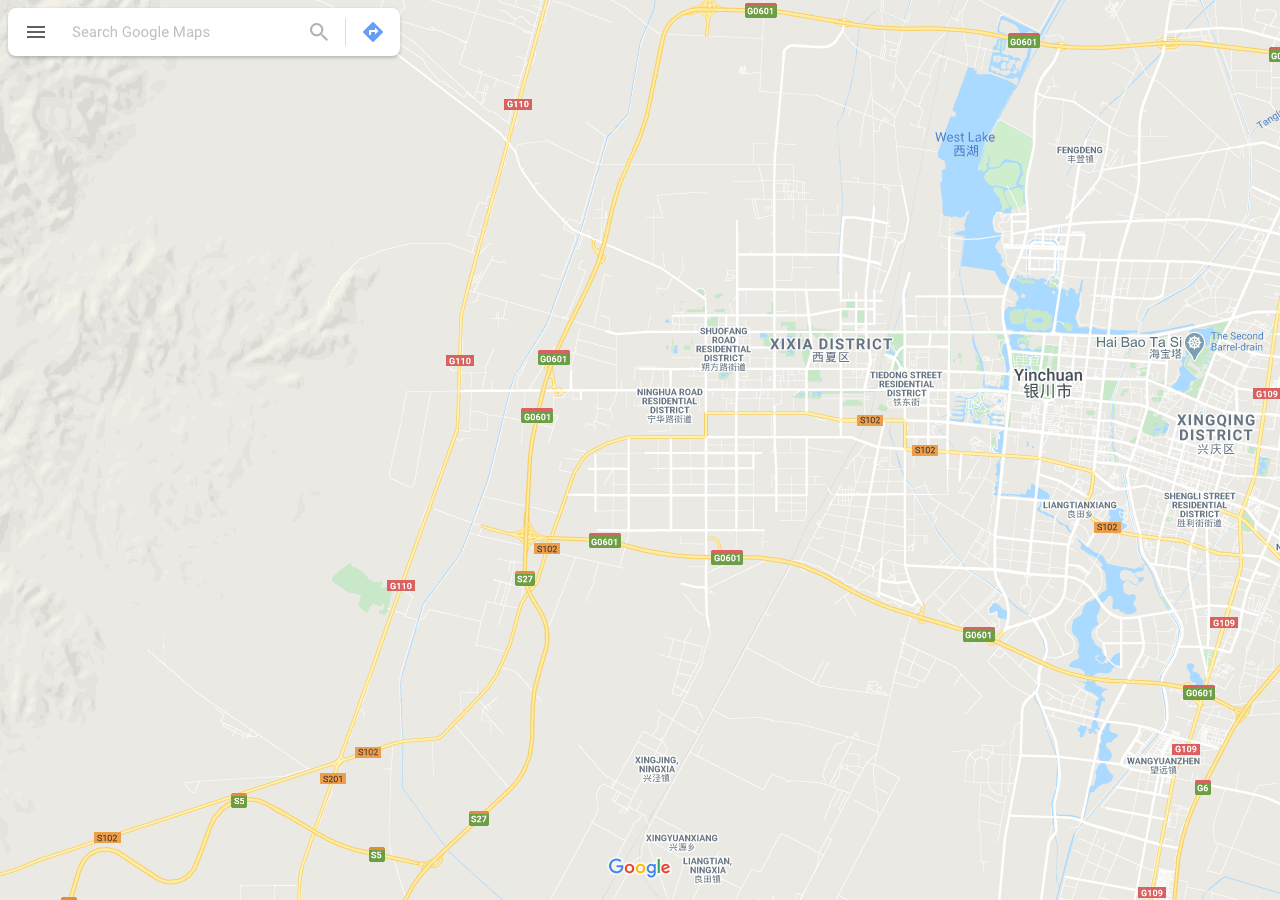 Search Google Maps
G0601
G0601
G110
West Lake
西湖
FENGDENG
丰登镇
SHUOFANG
ROAD
RESIDENTIAL
DISTRICT
朔方路街道
XIXIA DISTRICT
西夏区
Hai Bao Ta Si
海宝塔
The Second
Barrel-drain
G110
G0601
TIEDONG STREET
RESIDENTIAL
DISTRICT
铁东街
Yinchuan
银川市
NINGHUA ROAD
RESIDENTIAL
DISTRICT
宁华路街道
G109
G0601
S102
XINGQING
DISTRICT
兴庆区
S102
LIANGTIANXIANG
良田乡
SHENGLI STREET
RESIDENTIAL
DISTRICT
胜利街街道
S102
G0601
S102
G0601
S27
G110
G109
G0601
G0601
S102
S201
G109
XINGJING,
NINGXIA
兴泾镇
WANGYUANZHEN
望远镇
G6
S5
S27
S102
S5
XINGYUANXIANG
兴源乡
Google
LIANGTIAN,
NINGXIA
良田镇
G109